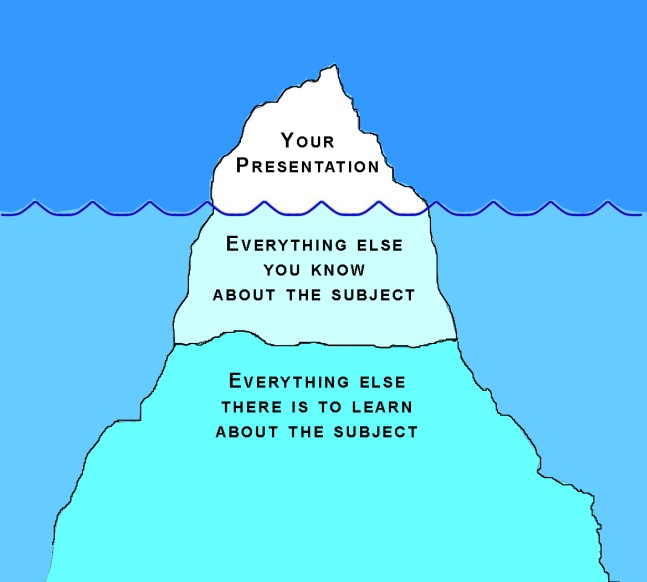 Your
Presentation
Everything else
you know
about the subject
Everything else
there is to learn
about the subject